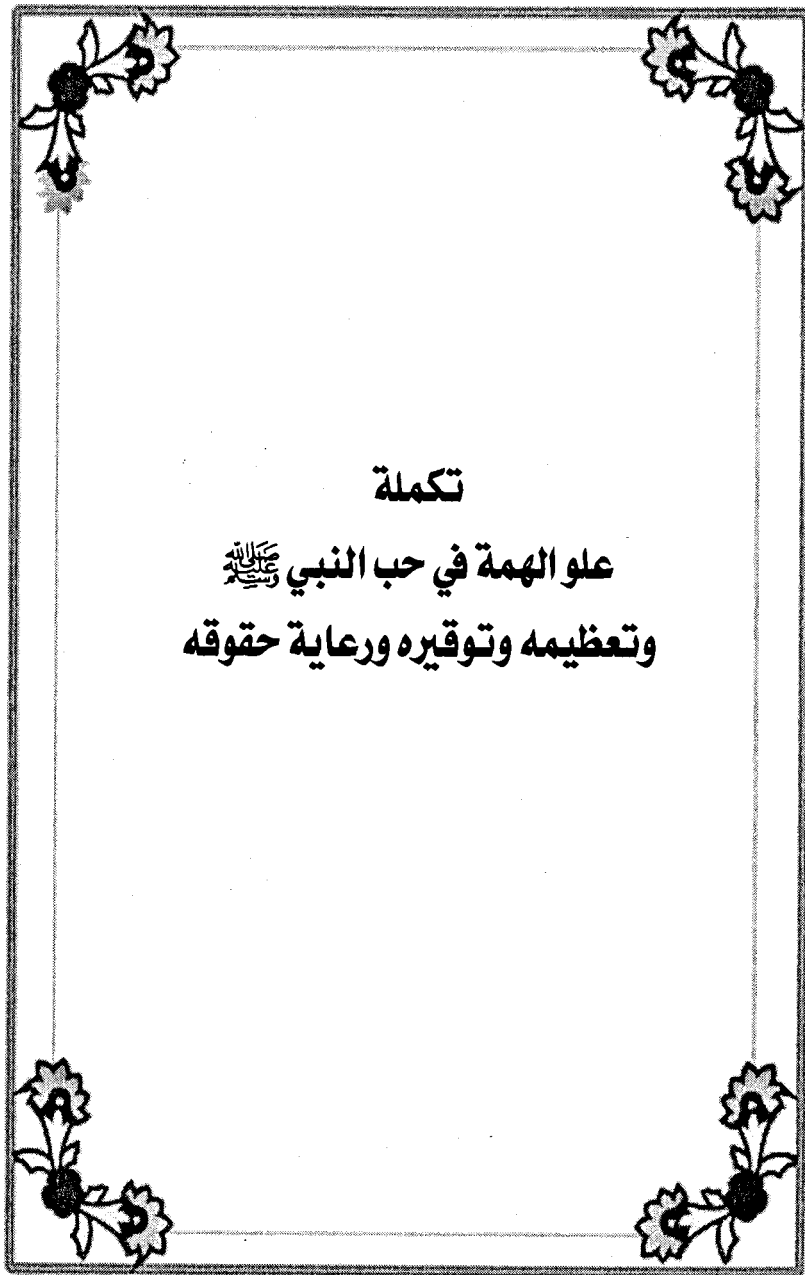 تكملة
علو الهمة في حب النبي ﷺ
وتعظيمه وتوقيره ورعاية حقوقه